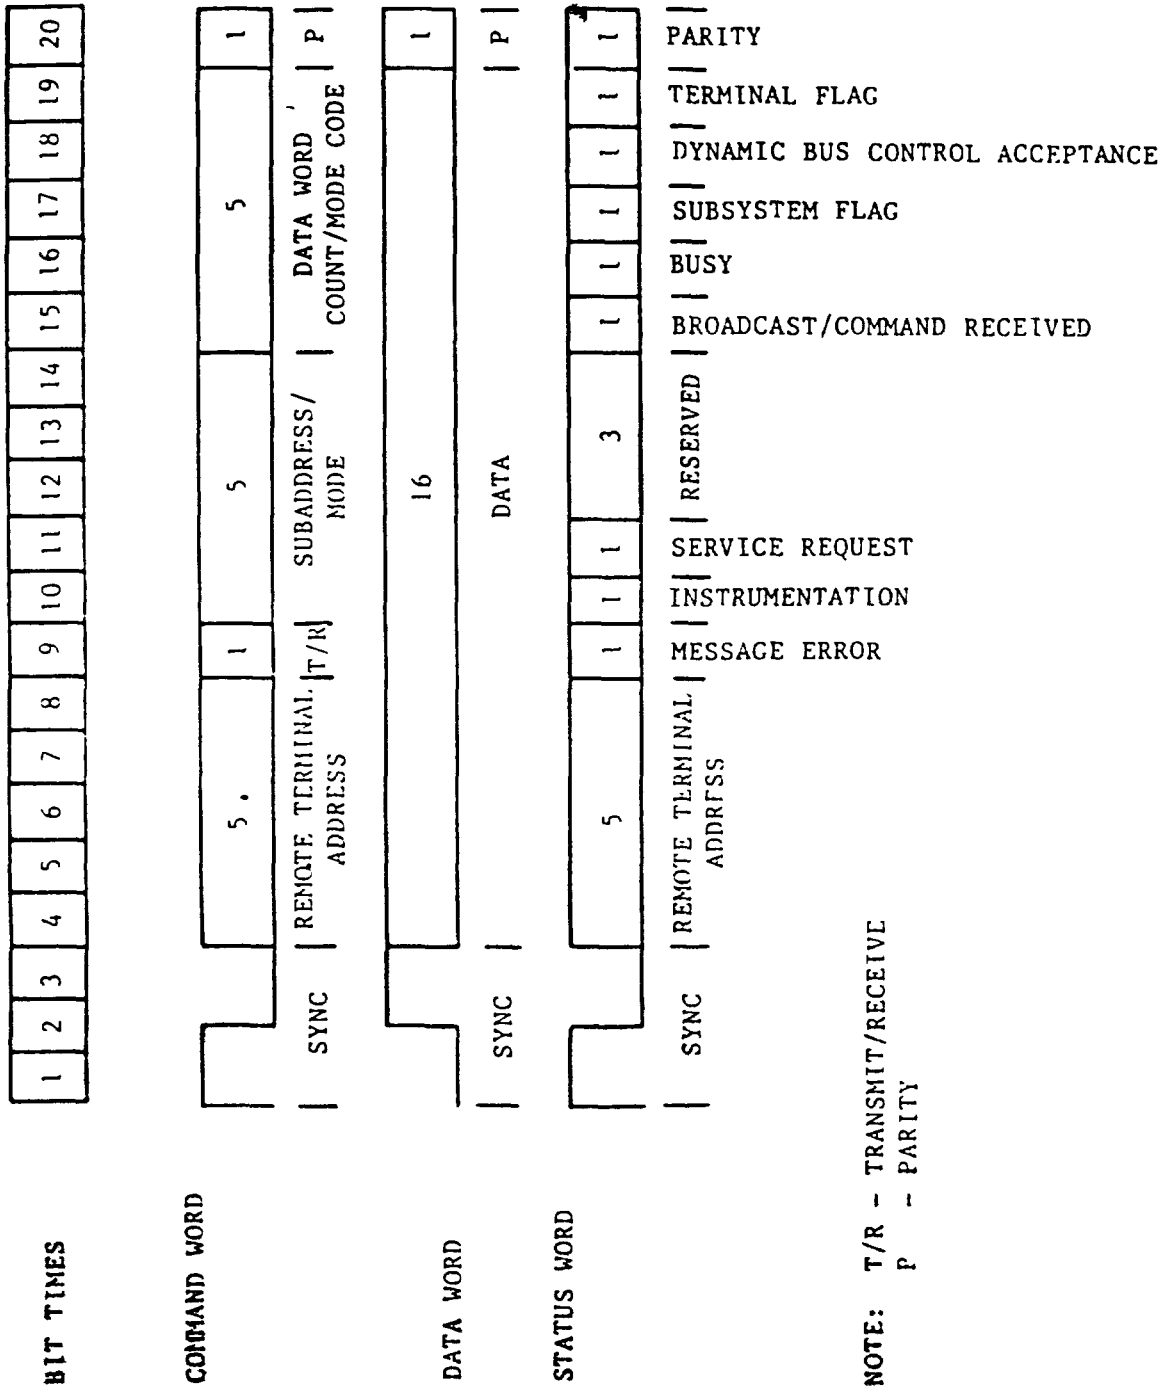 BIT TIMES
1 2 3 4 5 6 7 8 9 10 11 12 13 14 15 16 17 18 19 20
COMMAND WORD
5. 1 5 5 1
SYNC REMOTE TERMINAL T/R SUBADDRESS/ DATA WORD P
ADDRESS MODE COUNT/MODE CODE
DATA WORD
16 1
SYNC DATA P
STATUS WORD
5 1 1 1 3 1 1 1 1 1 1
SYNC
REMOTE TERMINAL
ADDRESS
MESSAGE ERROR
INSTRUMENTATION
SERVICE REQUEST
RESERVED
BROADCAST/COMMAND RECEIVED
BUSY
SUBSYSTEM FLAG
DYNAMIC BUS CONTROL ACCEPTANCE
TERMINAL FLAG
PARITY
NOTE: T/R - TRANSMIT/RECEIVE
P - PARITY